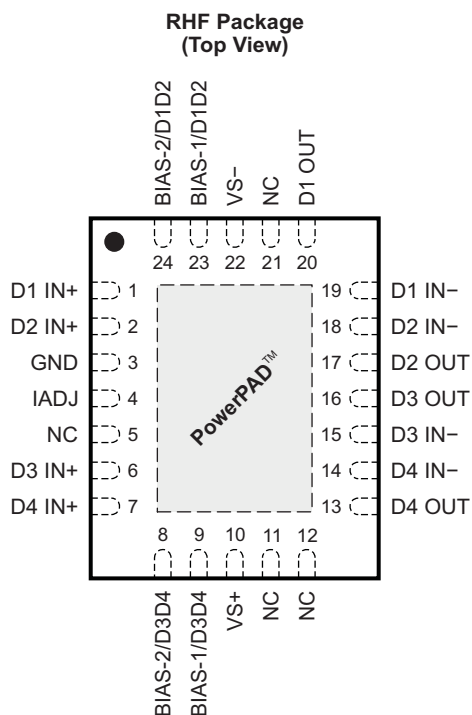 RHF Package
(Top View)
BIAS-2/D1D2
BIAS-1/D1D2
VS−
NC
D1 OUT
24 23 22 21 20
D1 IN+ 1 19 D1 IN−
D2 IN+ 2 18 D2 IN−
GND 3 17 D2 OUT
IADJ 4 16 D3 OUT
NC 5 15 D3 IN−
D3 IN+ 6 14 D4 IN−
D4 IN+ 7 13 D4 OUT
PowerPAD™
8 9 10 11 12
BIAS-2/D3D4
BIAS-1/D3D4
VS+
NC
NC